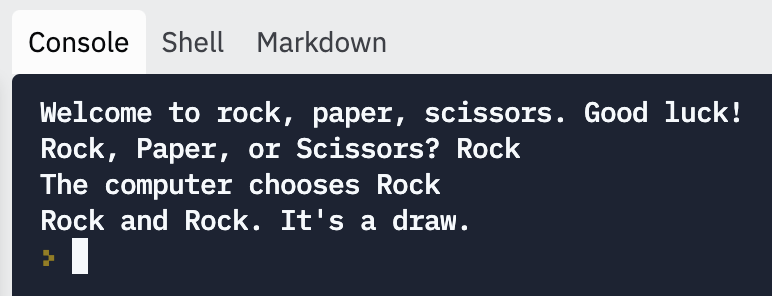 Console Shell Markdown
Welcome to rock, paper, scissors. Good luck!
Rock, Paper, or Scissors? Rock
The computer chooses Rock
Rock and Rock. It's a draw.
>